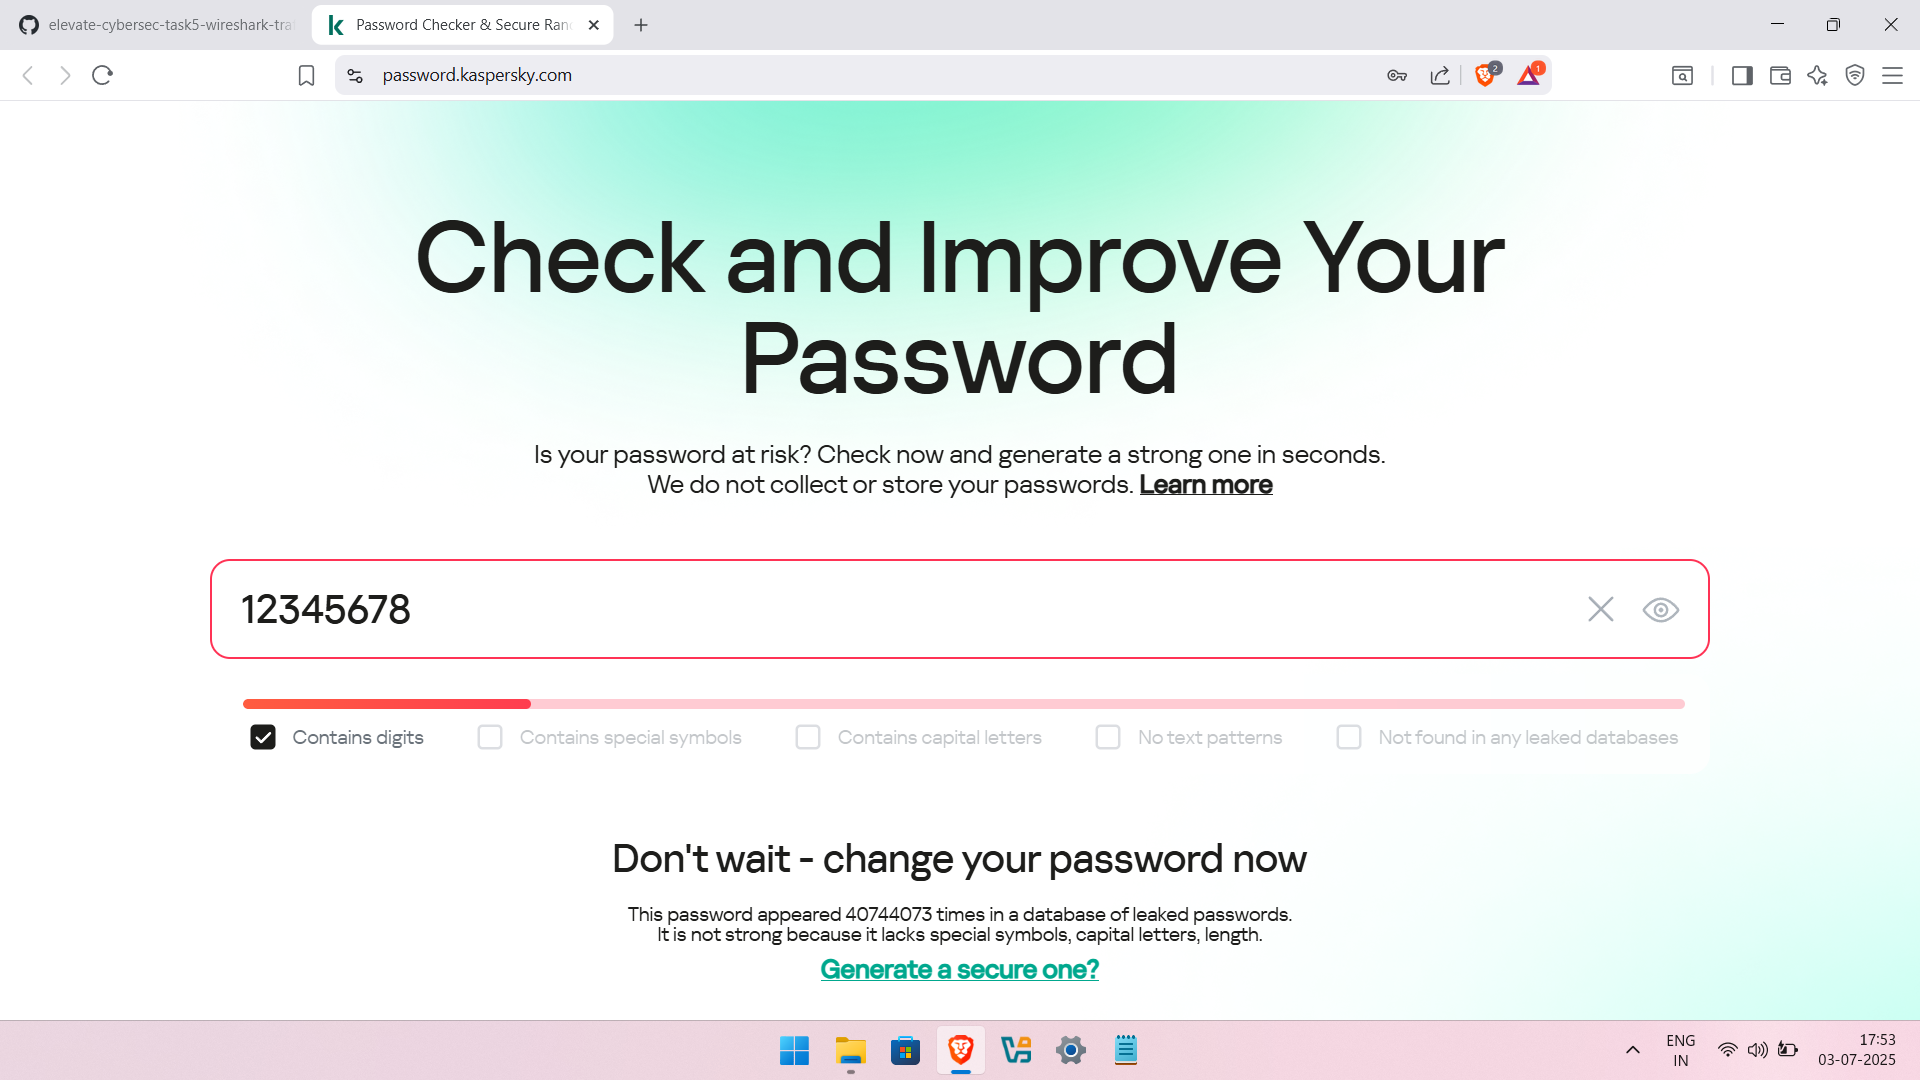 elevate-cybersec-task5-wireshark-tra
Password Checker & Secure Ran
password.kaspersky.com
2
1
Check and Improve Your
Password
Is your password at risk? Check now and generate a strong one in seconds.
We do not collect or store your passwords. Learn more
12345678
Contains digits
Contains special symbols
Contains capital letters
No text patterns
Not found in any leaked databases
Don't wait - change your password now
This password appeared 40744073 times in a database of leaked passwords.
It is not strong because it lacks special symbols, capital letters, length.
Generate a secure one?
ENG
IN
17:53
03-07-2025